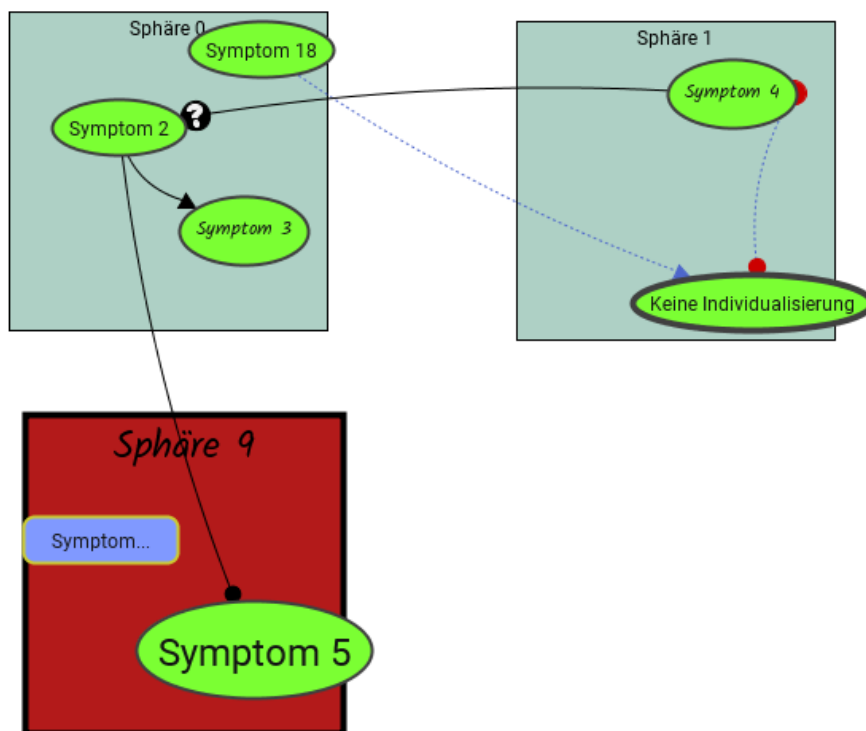 Sphäre 0
Symptom 18
Symptom 2
?
Symptom 3
Sphäre 1
Symptom 4
Keine Individualisierung
Sphäre 9
Symptom...
Symptom 5